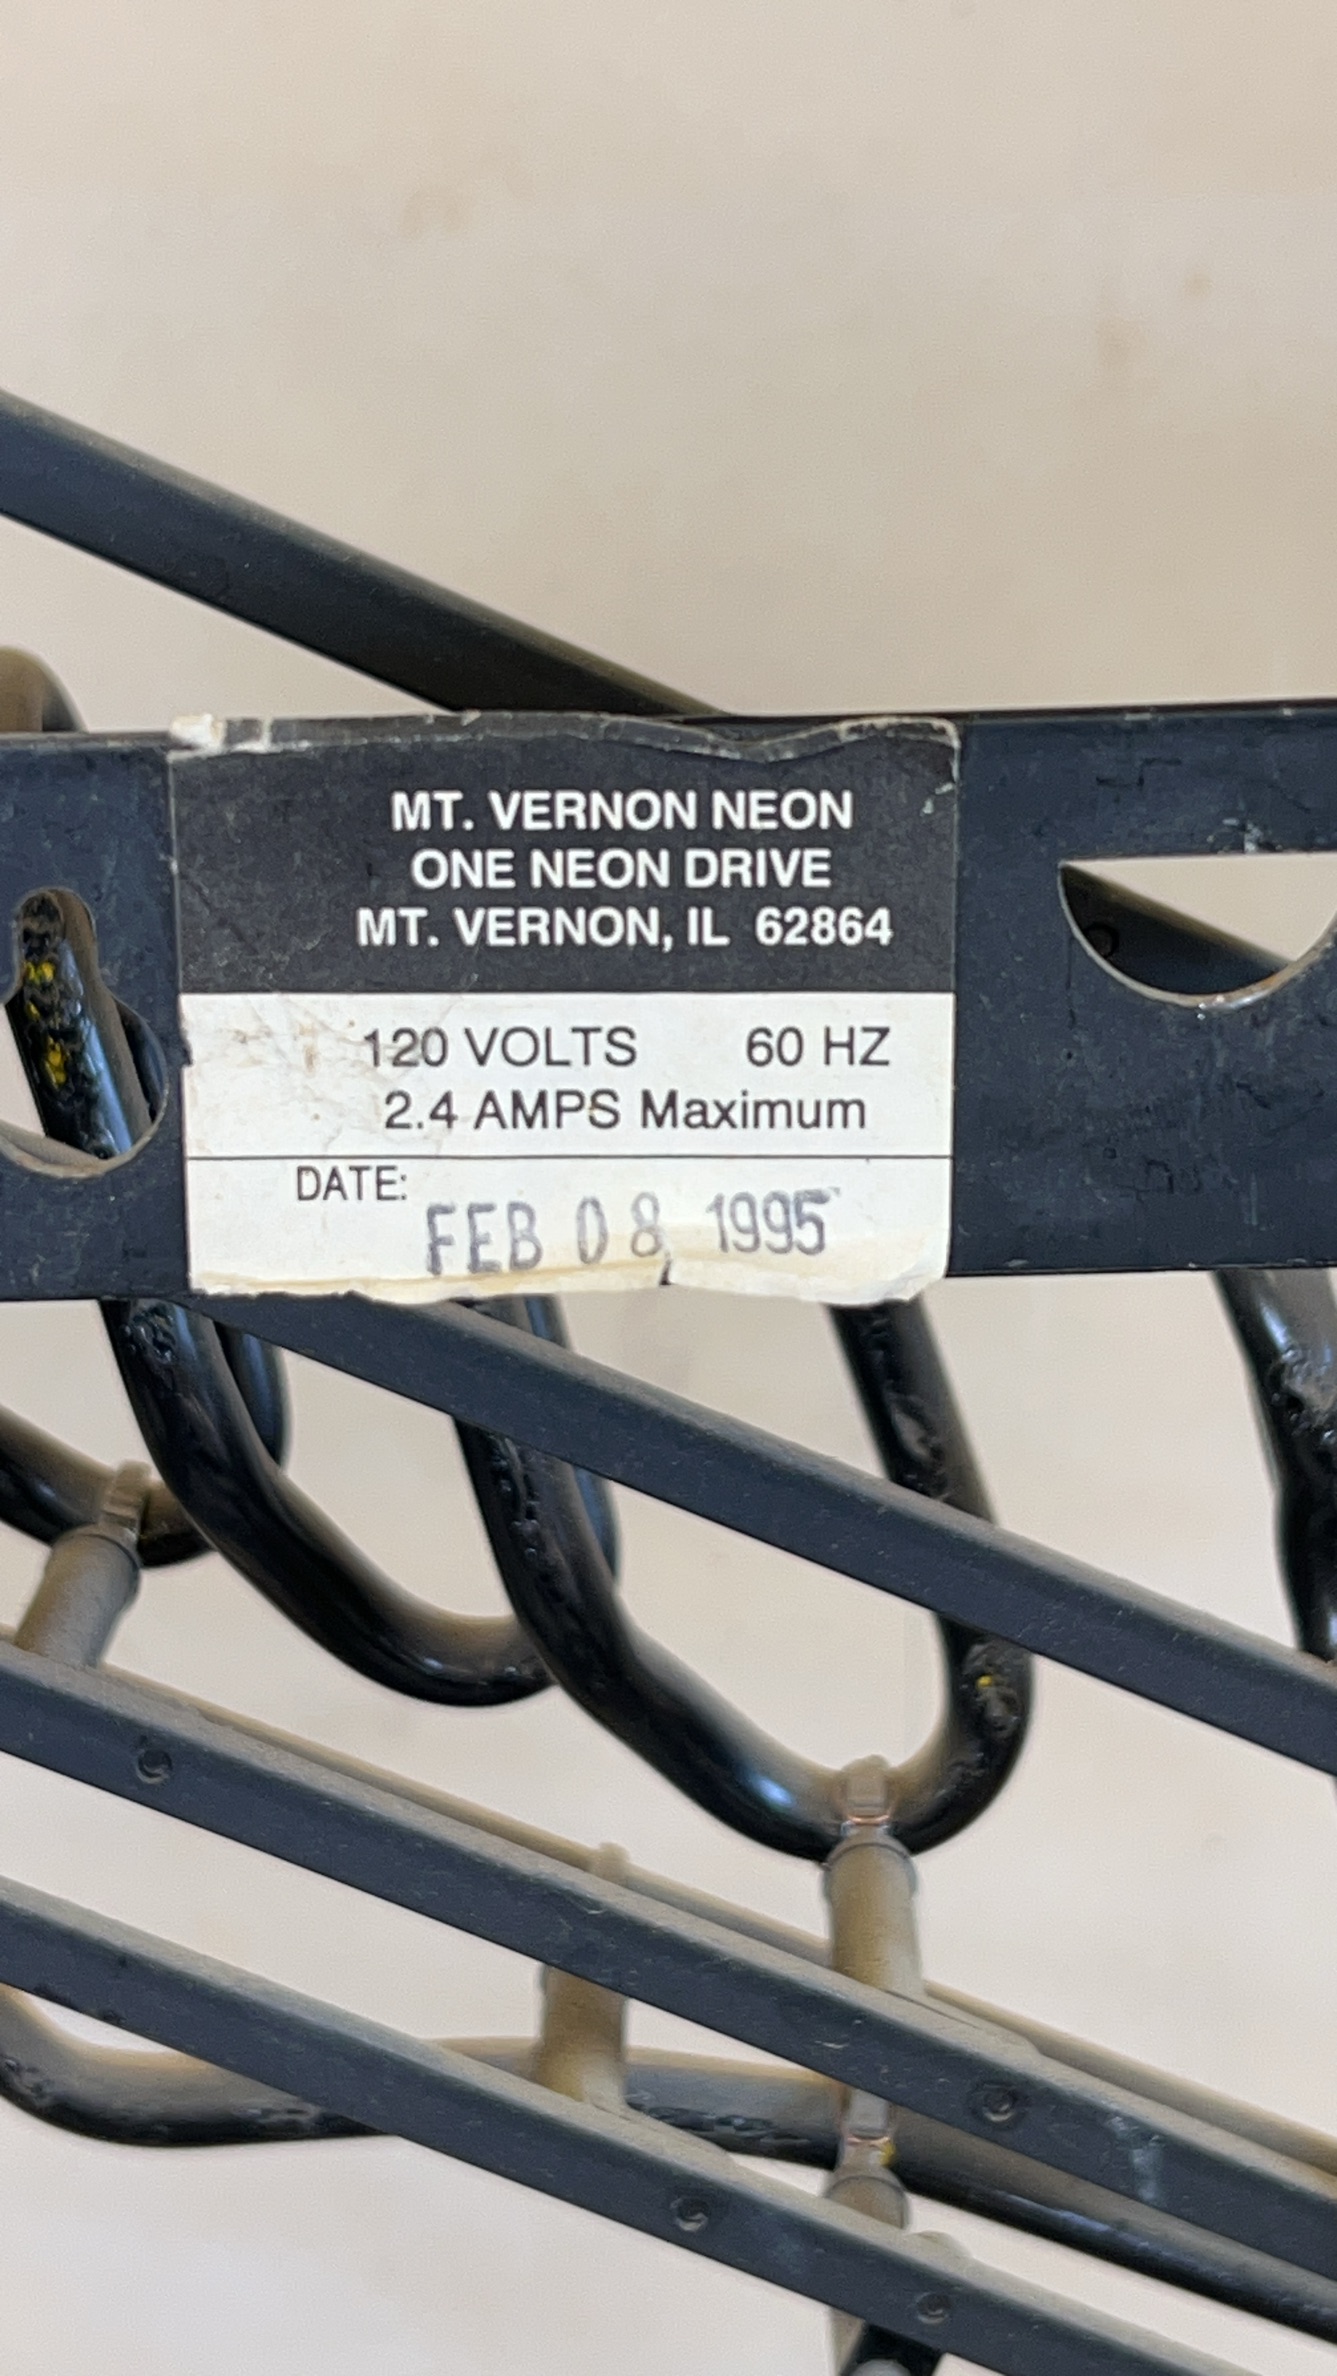 MT. VERNON NEON
ONE NEON DRIVE
MT. VERNON, IL 62864
120 VOLTS 60 HZ
2.4 AMPS Maximum
DATE:
FEB 08 1995